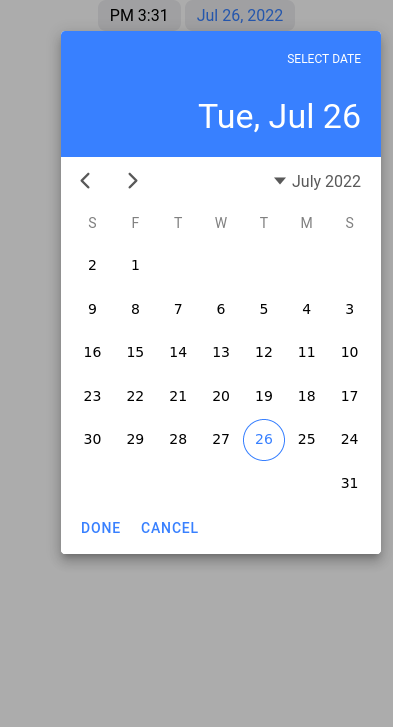 PM 3:31 Jul 26, 2022
SELECT DATE
Tue, Jul 26
July 2022
S F T W T M S
2 1
9 8 7 6 5 4 3
16 15 14 13 12 11 10
23 22 21 20 19 18 17
30 29 28 27 26 25 24
31
DONE CANCEL